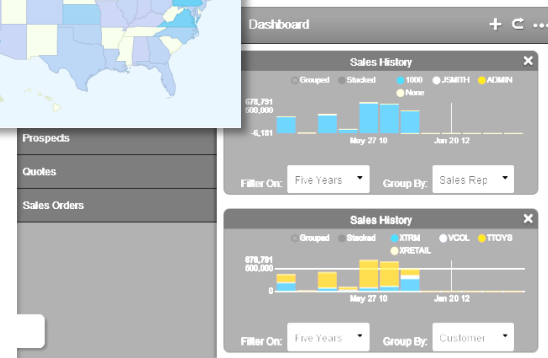 Dashboard
Prospects
Quotes
Sales Orders
Sales History
Grouped Stacked 1000 JSMITH ADMIN
None
678,791
500,000
-6,181
May 27 10 Jan 20 12
Filter On: Five Years Group By: Sales Rep
Sales History
Grouped Stacked XTRM VCOL TTOYS
XRETAIL
678,791
500,000
0
May 27 10 Jan 20 12
Filter On: Five Years Group By: Customer